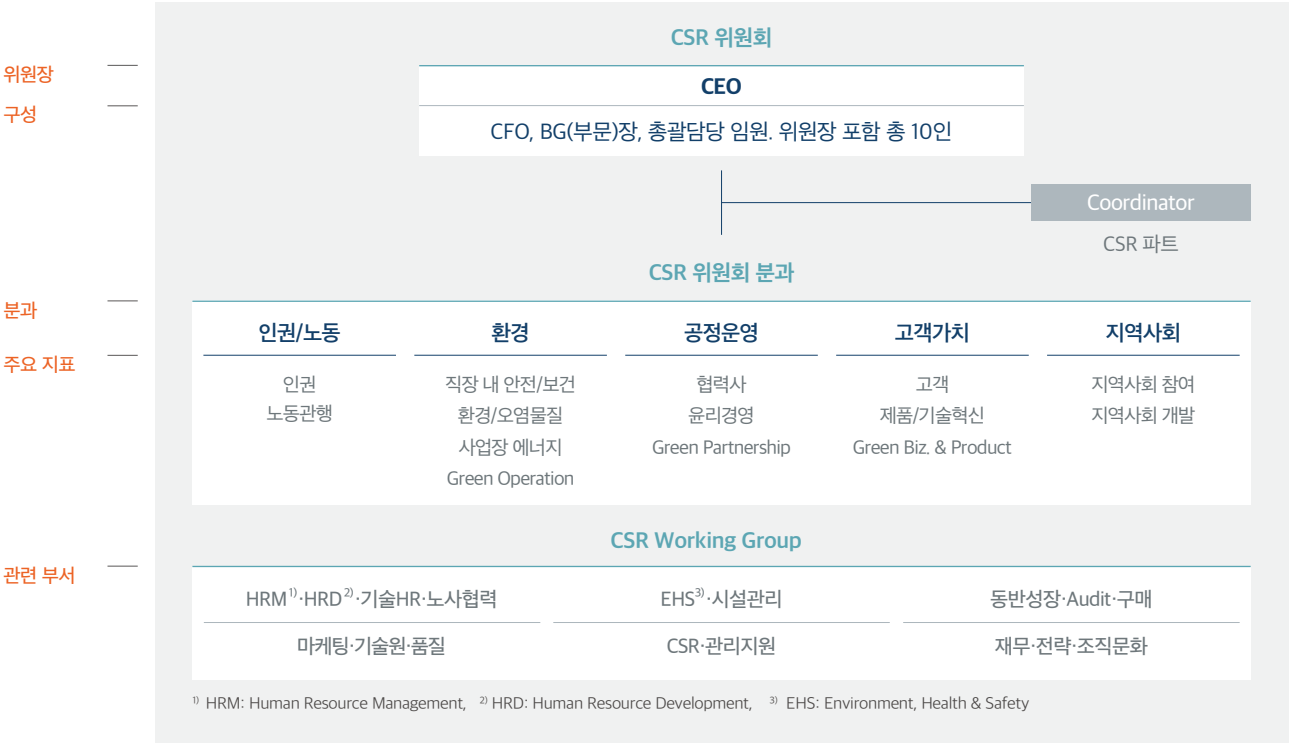 CSR 위원회
위원장
CEO
구성
CFO, BG(부문)장, 총괄담당 임원. 위원장 포함 총 10인
Coordinator
CSR 파트
CSR 위원회 분과
분과
인권/노동 환경 공정운영 고객가치 지역사회
주요 지표
인권 직장 내 안전/보건 협력사 고객 지역사회 참여
노동관행 환경/오염물질 윤리경영 제품/기술혁신 지역사회 개발
사업장 에너지 Green Partnership Green Biz. & Product
Green Operation
CSR Working Group
관련 부서
HRM1)·HRD2)·기술HR·노사협력 EHS3)·시설관리 동반성장·Audit·구매
마케팅·기술원·품질 CSR·관리지원 재무·전략·조직문화
1) HRM: Human Resource Management, 2) HRD: Human Resource Development, 3) EHS: Environment, Health & Safety